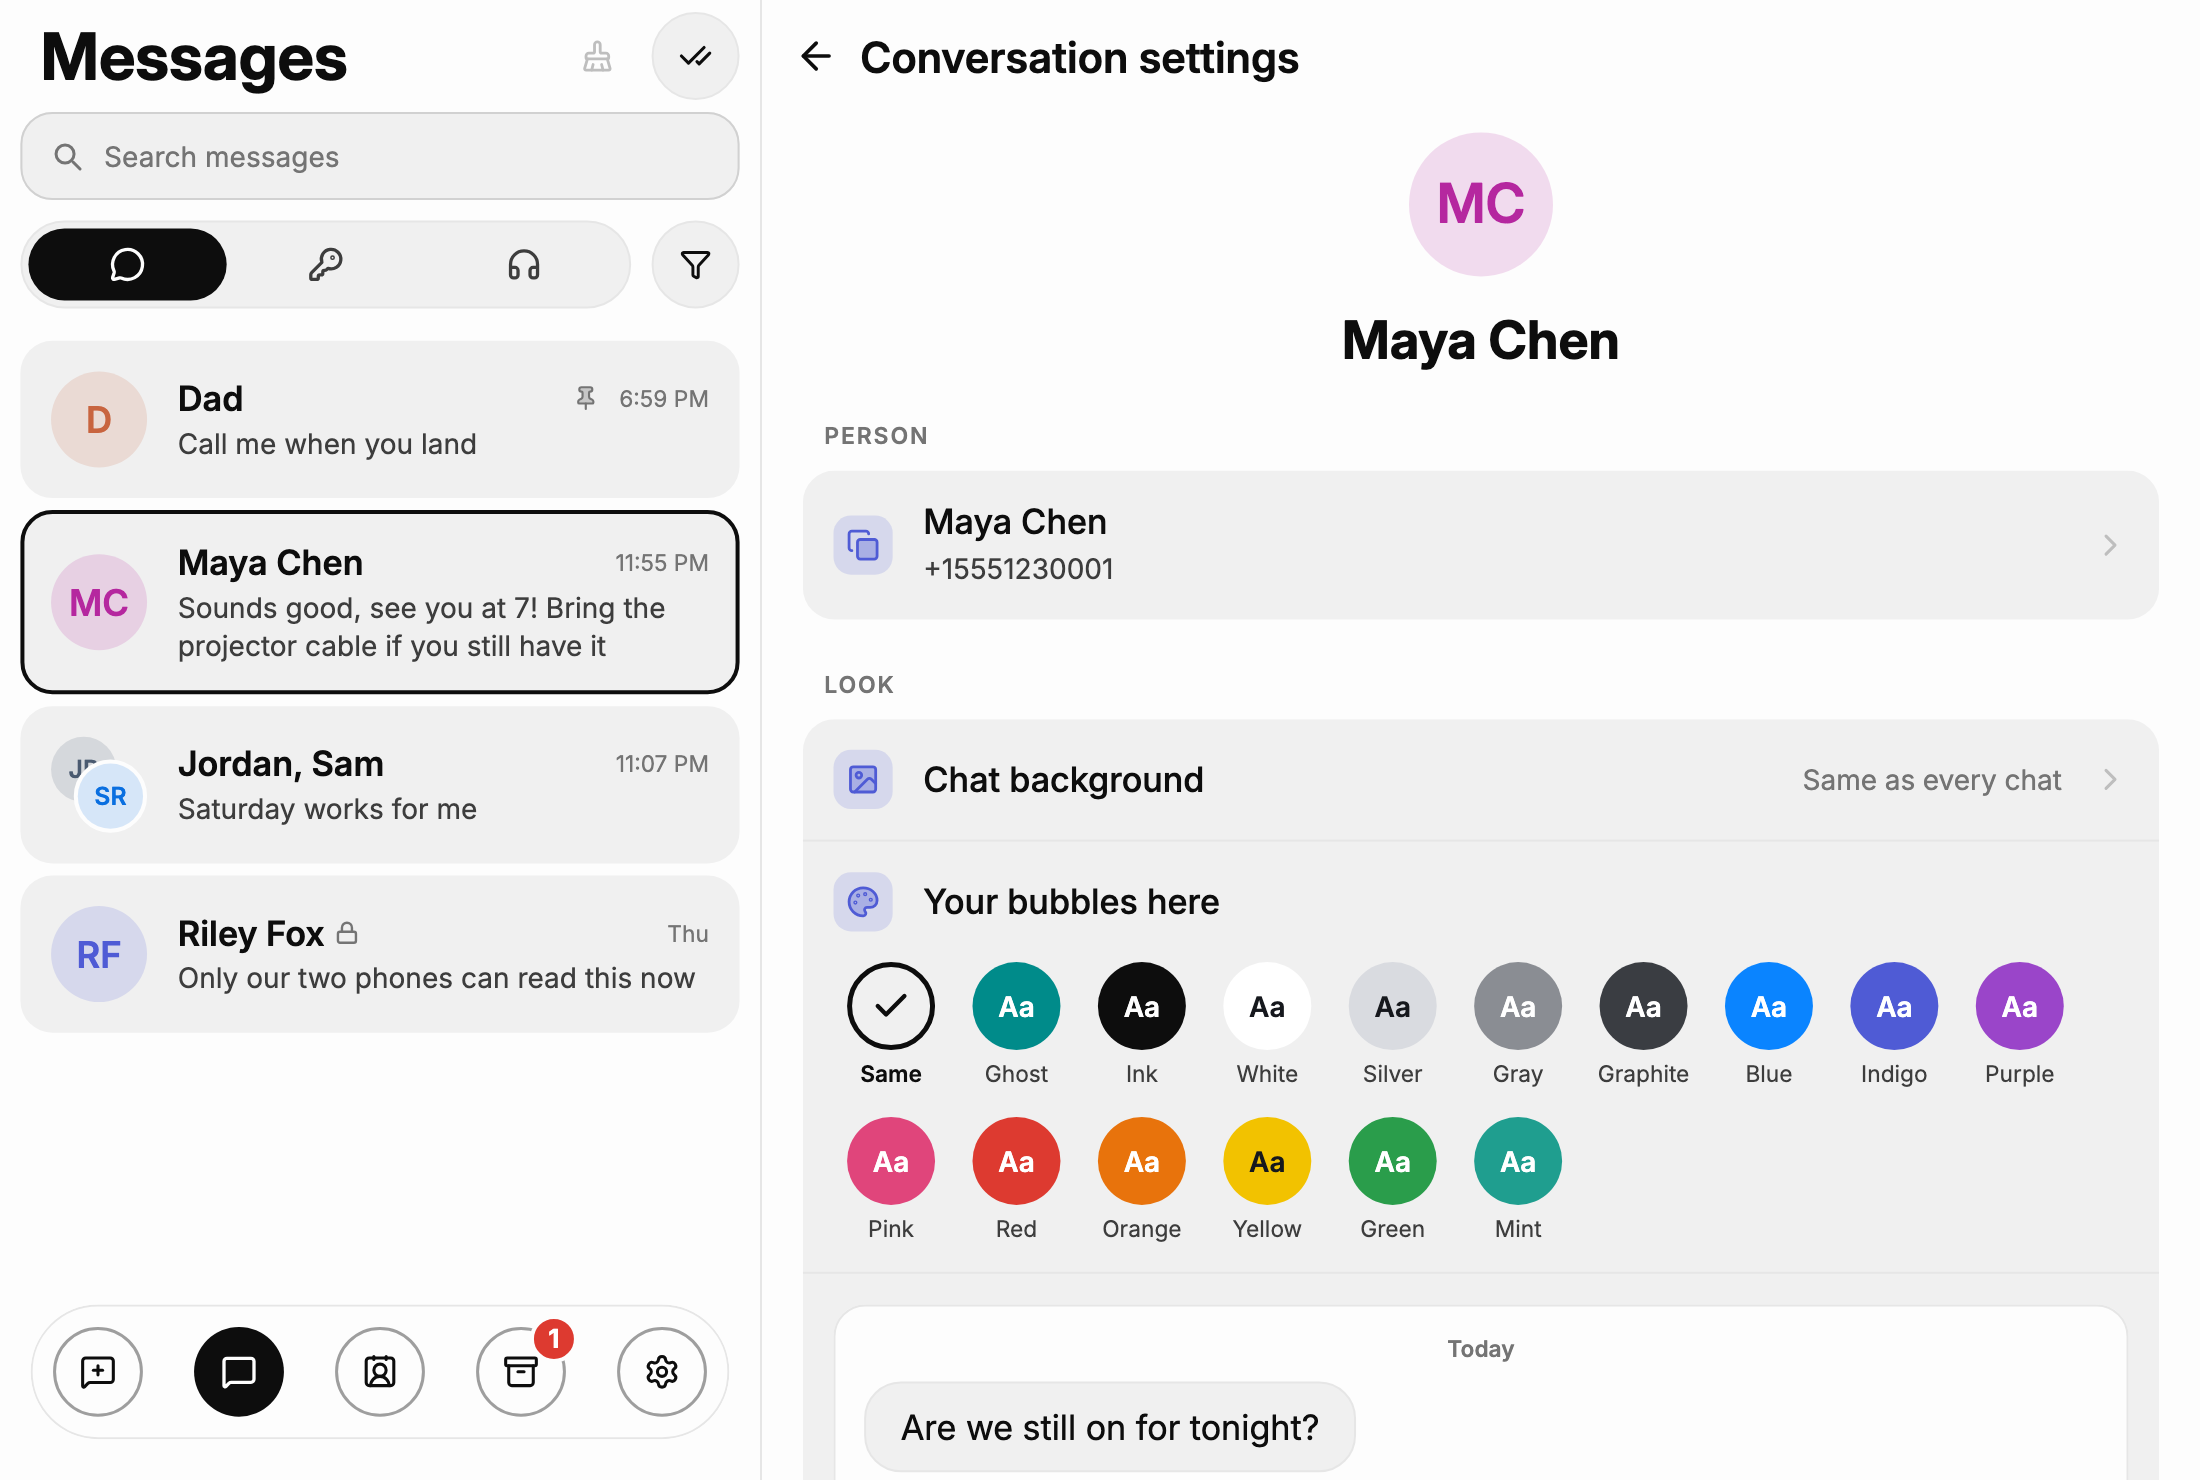 Messages
Search messages
D
Dad
6:59 PM
Call me when you land
MC
Maya Chen
11:55 PM
Sounds good, see you at 7! Bring the
projector cable if you still have it
SR
Jordan, Sam
11:07 PM
Saturday works for me
RF
Riley Fox
Thu
Only our two phones can read this now
1
Conversation settings
MC
Maya Chen
PERSON
Maya Chen
+15551230001
LOOK
Chat background
Same as every chat
Your bubbles here
Aa Aa Aa Aa Aa Aa Aa Aa Aa
Same Ghost Ink White Silver Gray Graphite Blue Indigo Purple
Aa Aa Aa Aa Aa Aa
Pink Red Orange Yellow Green Mint
Today
Are we still on for tonight?